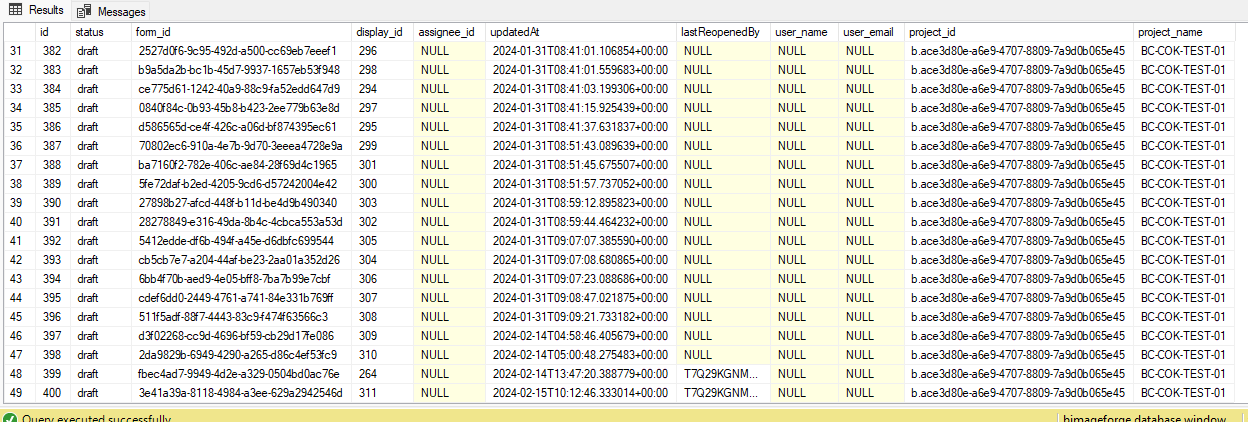 Results Messages
id status form_id display_id assignee_id updatedAt lastReopenedBy user_name user_email project_id project_name
31 382 draft 2527d0f6-9c95-492d-a500-cc69eb7eeef1 296 NULL 2024-01-31T08:41:01.106854+00:00 NULL NULL NULL b.ace3d80e-a6e9-4707-8809-7a9d0b065e45 BC-COK-TEST-01
32 383 draft b9a5da2b-bc1b-45d7-9937-1657eb53f948 298 NULL 2024-01-31T08:41:01.559683+00:00 NULL NULL NULL b.ace3d80e-a6e9-4707-8809-7a9d0b065e45 BC-COK-TEST-01
33 384 draft ce775d61-1242-40a9-88c9-fa52edd647d9 294 NULL 2024-01-31T08:41:03.199306+00:00 NULL NULL NULL b.ace3d80e-a6e9-4707-8809-7a9d0b065e45 BC-COK-TEST-01
34 385 draft 0840f84c-0b93-45b8-b423-2ee779b63e8d 297 NULL 2024-01-31T08:41:15.925439+00:00 NULL NULL NULL b.ace3d80e-a6e9-4707-8809-7a9d0b065e45 BC-COK-TEST-01
35 386 draft d586565d-ce4f-426c-a06d-bf874395ec61 295 NULL 2024-01-31T08:41:37.631837+00:00 NULL NULL NULL b.ace3d80e-a6e9-4707-8809-7a9d0b065e45 BC-COK-TEST-01
36 387 draft 70802ec6-910a-4e7b-9d70-3eeea4728e9a 299 NULL 2024-01-31T08:51:43.089639+00:00 NULL NULL NULL b.ace3d80e-a6e9-4707-8809-7a9d0b065e45 BC-COK-TEST-01
37 388 draft ba7160f2-782e-406c-ae84-28f69d4c1965 301 NULL 2024-01-31T08:51:45.675507+00:00 NULL NULL NULL b.ace3d80e-a6e9-4707-8809-7a9d0b065e45 BC-COK-TEST-01
38 389 draft 5fe72daf-b2ed-4205-9cd6-d57242004e42 300 NULL 2024-01-31T08:51:57.737052+00:00 NULL NULL NULL b.ace3d80e-a6e9-4707-8809-7a9d0b065e45 BC-COK-TEST-01
39 390 draft 27898b27-afcd-448f-b11d-be4d9b490340 303 NULL 2024-01-31T08:59:12.895823+00:00 NULL NULL NULL b.ace3d80e-a6e9-4707-8809-7a9d0b065e45 BC-COK-TEST-01
40 391 draft 28278849-e316-49da-8b4c-4cbca553a53d 302 NULL 2024-01-31T08:59:44.464232+00:00 NULL NULL NULL b.ace3d80e-a6e9-4707-8809-7a9d0b065e45 BC-COK-TEST-01
41 392 draft 5412edde-df6b-494f-a45e-d6dbfc699544 305 NULL 2024-01-31T09:07:07.385590+00:00 NULL NULL NULL b.ace3d80e-a6e9-4707-8809-7a9d0b065e45 BC-COK-TEST-01
42 393 draft cb5cb7e7-a204-44af-be23-2aa01a352d26 304 NULL 2024-01-31T09:07:08.680865+00:00 NULL NULL NULL b.ace3d80e-a6e9-4707-8809-7a9d0b065e45 BC-COK-TEST-01
43 394 draft 6bb4f70b-aed9-4e05-bff8-7ba7b99e7cbf 306 NULL 2024-01-31T09:07:23.088686+00:00 NULL NULL NULL b.ace3d80e-a6e9-4707-8809-7a9d0b065e45 BC-COK-TEST-01
44 395 draft cdef6dd0-2449-4761-a741-84e331b769ff 307 NULL 2024-01-31T09:08:47.021875+00:00 NULL NULL NULL b.ace3d80e-a6e9-4707-8809-7a9d0b065e45 BC-COK-TEST-01
45 396 draft 511f5adf-88f7-4443-83c9-f474f63566c3 308 NULL 2024-01-31T09:09:21.733182+00:00 NULL NULL NULL b.ace3d80e-a6e9-4707-8809-7a9d0b065e45 BC-COK-TEST-01
46 397 draft d3f02268-cc9d-4696-bf59-cb29d17fe086 309 NULL 2024-02-14T04:58:46.405679+00:00 NULL NULL NULL b.ace3d80e-a6e9-4707-8809-7a9d0b065e45 BC-COK-TEST-01
47 398 draft 2da9829b-6949-4290-a265-d86c4ef53fc9 310 NULL 2024-02-14T05:00:48.275483+00:00 NULL NULL NULL b.ace3d80e-a6e9-4707-8809-7a9d0b065e45 BC-COK-TEST-01
48 399 draft fbec4ad7-9949-4d2e-a329-0504bd0ac76e 264 NULL 2024-02-14T13:47:20.388779+00:00 T7Q29KGNM... NULL NULL b.ace3d80e-a6e9-4707-8809-7a9d0b065e45 BC-COK-TEST-01
49 400 draft 3e41a39a-8118-4984-a3ee-629a2942546d 311 NULL 2024-02-15T10:12:46.333014+00:00 T7Q29KGNM... NULL NULL b.ace3d80e-a6e9-4707-8809-7a9d0b065e45 BC-COK-TEST-01
Query executed successfully bimageforge.database.window